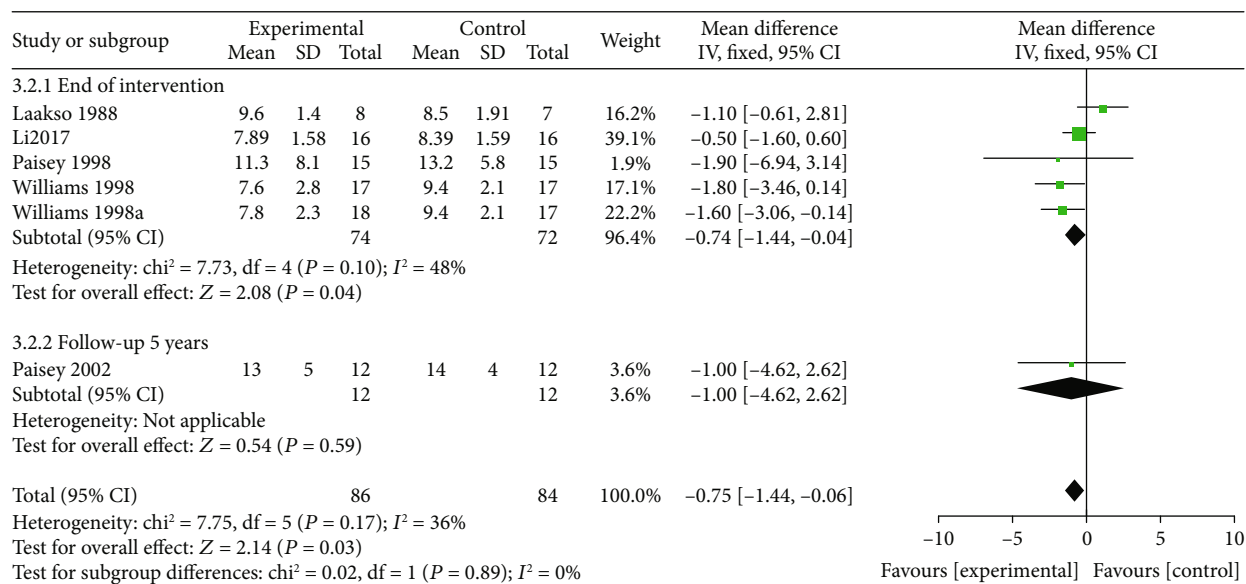 Study or subgroup Experimental Control Weight Mean difference Mean difference
Mean SD Total Mean SD Total IV, fixed, 95% CI IV, fixed, 95% CI
3.2.1 End of intervention
Laakso 1988 9.6 1.4 8 8.5 1.91 7 16.2% –1.10 [–0.61, 2.81]
Li2017 7.89 1.58 16 8.39 1.59 16 39.1% –0.50 [–1.60, 0.60]
Paisey 1998 11.3 8.1 15 13.2 5.8 15 1.9% –1.90 [–6.94, 3.14]
Williams 1998 7.6 2.8 17 9.4 2.1 17 17.1% –1.80 [–3.46, 0.14]
Williams 1998a 7.8 2.3 18 9.4 2.1 17 22.2% –1.60 [–3.06, –0.14]
Subtotal (95% CI) 74 72 96.4% –0.74 [–1.44, –0.04]
Heterogeneity: chi² = 7.73, df = 4 (P = 0.10); I² = 48%
Test for overall effect: Z = 2.08 (P = 0.04)
3.2.2 Follow-up 5 years
Paisey 2002 13 5 12 14 4 12 3.6% –1.00 [–4.62, 2.62]
Subtotal (95% CI) 12 12 3.6% –1.00 [–4.62, 2.62]
Heterogeneity: Not applicable
Test for overall effect: Z = 0.54 (P = 0.59)
Total (95% CI) 86 84 100.0% –0.75 [–1.44, –0.06]
Heterogeneity: chi² = 7.75, df = 5 (P = 0.17); I² = 36%
Test for overall effect: Z = 2.14 (P = 0.03)
Test for subgroup differences: chi² = 0.02, df = 1 (P = 0.89); I² = 0%
–10 –5 0 5 10
Favours [experimental] Favours [control]